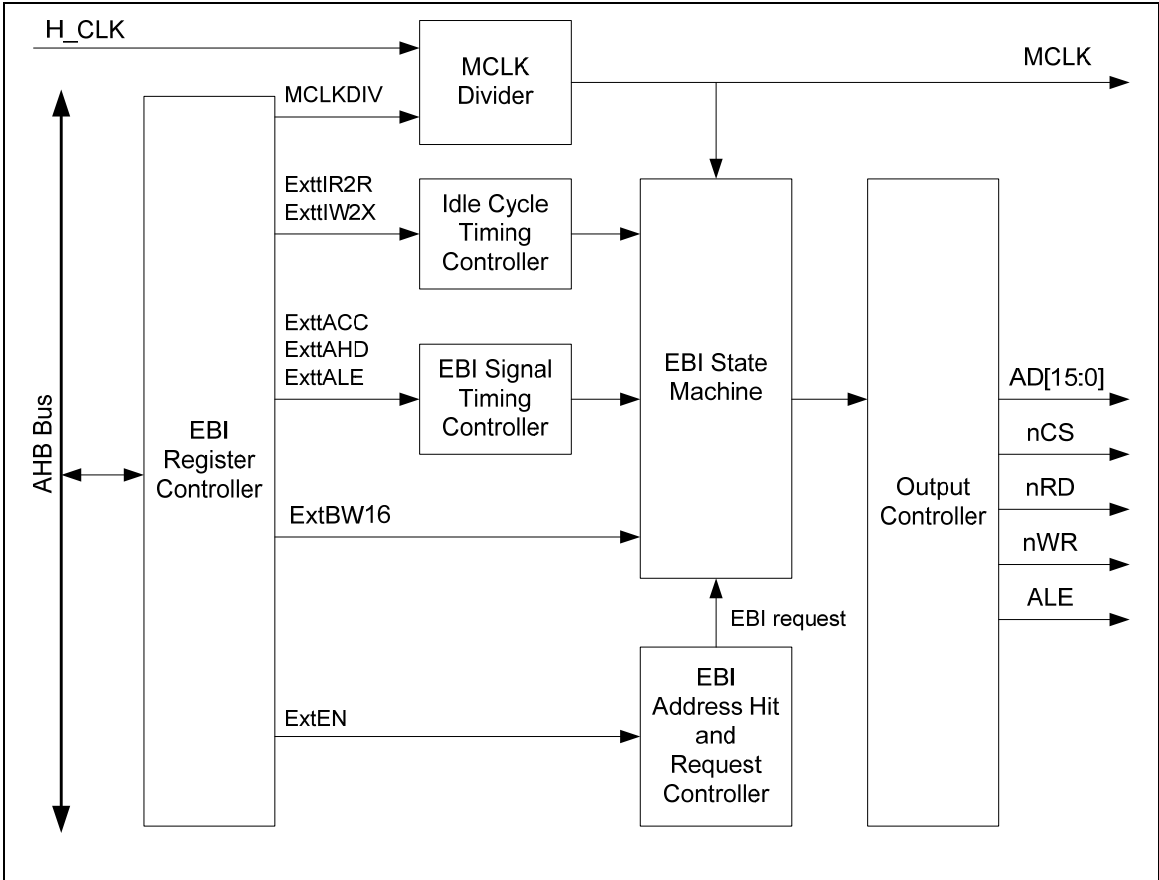 H_CLK
MCLK
Divider
MCLK
MCLKDIV
ExttIR2R
ExttIW2X
Idle Cycle
Timing
Controller
ExttACC
ExttAHD
ExttALE
EBI Signal
Timing
Controller
EBI State
Machine
AHB Bus
EBI
Register
Controller
ExtBW16
Output
Controller
AD[15:0]
nCS
nRD
nWR
ALE
EBI request
ExtEN
EBI
Address Hit
and
Request
Controller